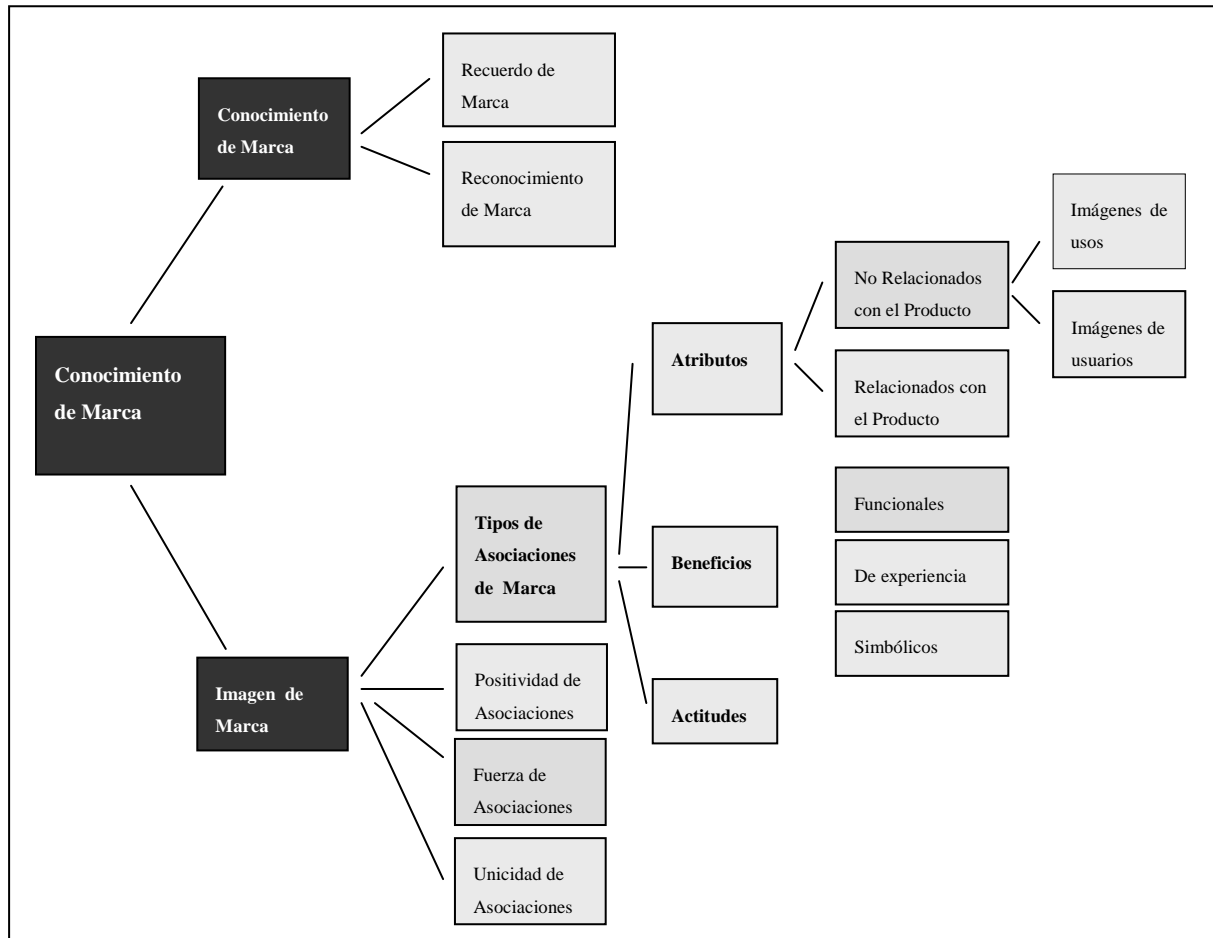 Conocimiento
de Marca
Recuerdo de
Marca
Reconocimiento
de Marca
Conocimiento
de Marca
Imagen de
Marca
Tipos de
Asociaciones
de Marca
Positividad de
Asociaciones
Fuerza de
Asociaciones
Unicidad de
Asociaciones
Atributos
Beneficios
Actitudes
No Relacionados
con el Producto
Relacionados con
el Producto
Funcionales
De experiencia
Simbólicos
Imágenes de
usos
Imágenes de
usuarios